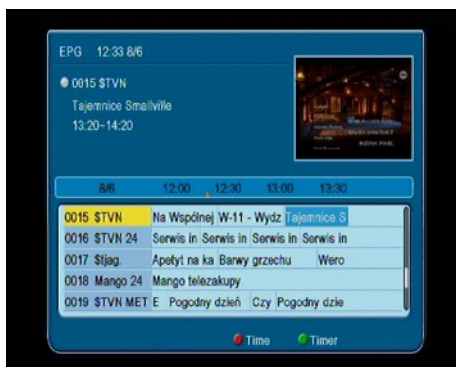 EPG 12:33 8/6
0015 $TVN
Tajemnice Smallville
13:20-14:20
8/6 12:00 12:30 13:00 13:30
0015 $TVN Na Wspólnej W-11 - Wydz Tajemnice S
0016 $TVN 24 Serwis in Serwis in Serwis in Serwis in
0017 $tjag. Apetyt na ka Barwy grzechu Wero
0018 Mango 24 Mango telezakupy
0019 $TVN MET E Pogodny dzień Czy Pogodny dzie
Time Timer